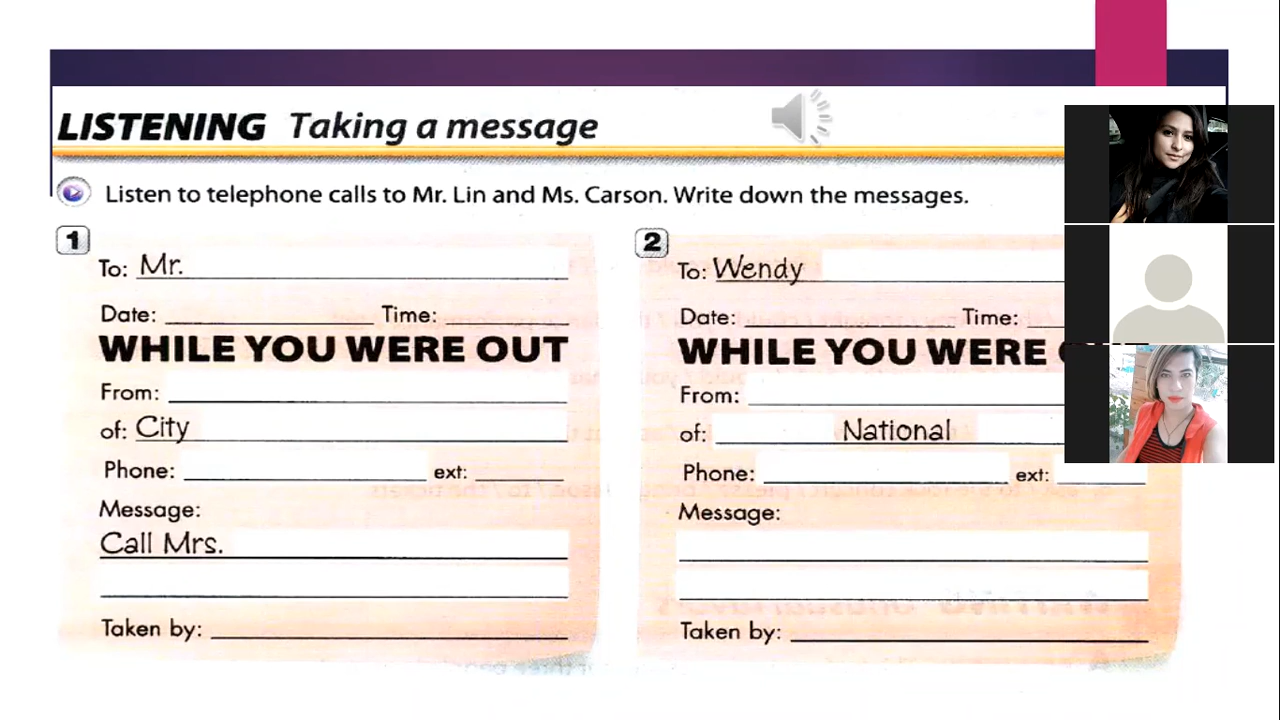 LISTENING Taking a message
Listen to telephone calls to Mr. Lin and Ms. Carson. Write down the messages.
1
To: Mr.
Date: Time:
WHILE YOU WERE OUT
From:
of: City
Phone: ext:
Message:
Call Mrs.
Taken by:
2
To: Wendy
Date: Time:
WHILE YOU WERE
From:
of: National
Phone: ext:
Message:
Taken by: